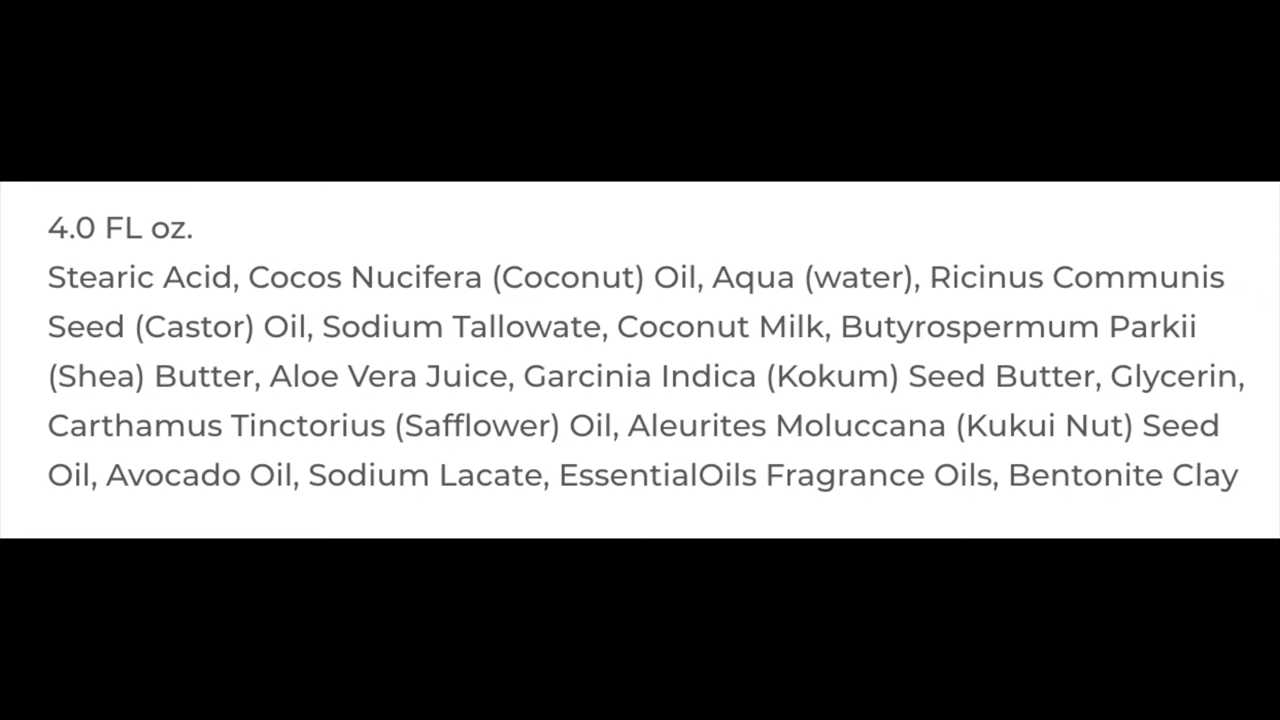 4.0 FL oz.
Stearic Acid, Cocos Nucifera (Coconut) Oil, Aqua (water), Ricinus Communis
Seed (Castor) Oil, Sodium Tallowate, Coconut Milk, Butyrospermum Parkii
(Shea) Butter, Aloe Vera Juice, Garcinia Indica (Kokum) Seed Butter, Glycerin,
Carthamus Tinctorius (Safflower) Oil, Aleurites Moluccana (Kukui Nut) Seed
Oil, Avocado Oil, Sodium Lacate, EssentialOils Fragrance Oils, Bentonite Clay